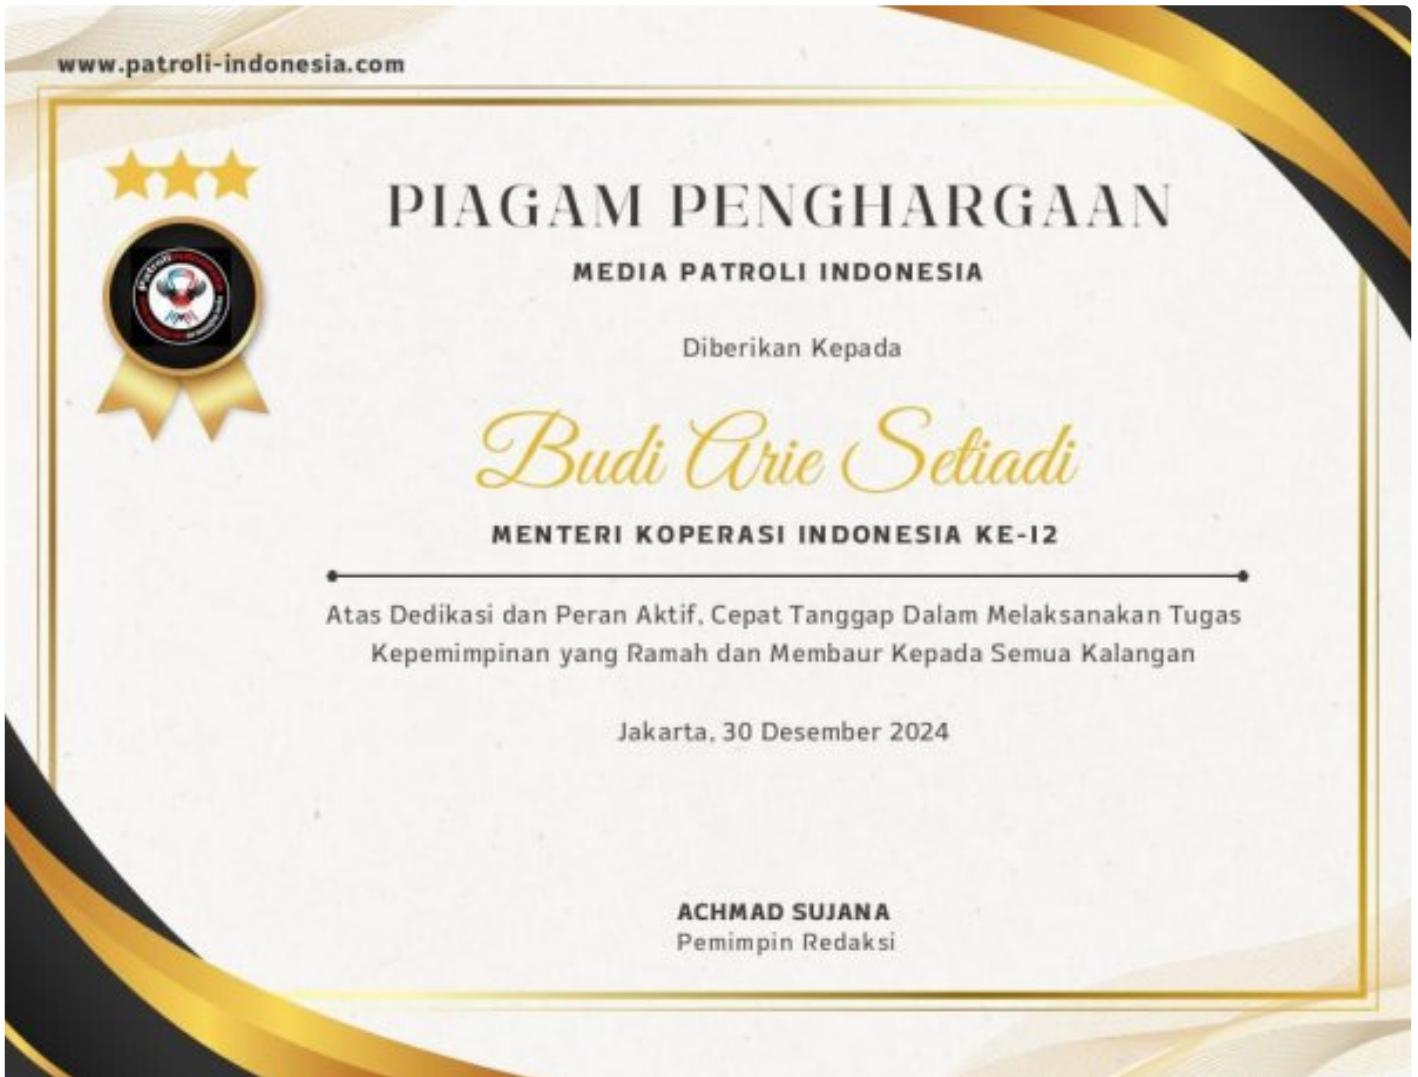 www.patroli-indonesia.com
PIAGAM PENGHARGAAN
MEDIA PATROLI INDONESIA
Diberikan Kepada
Budi Arie Setiadi
MENTERI KOPERASI INDONESIA KE-12
Atas Dedikasi dan Peran Aktif, Cepat Tanggap Dalam Melaksanakan Tugas
Kepemimpinan yang Ramah dan Membaur Kepada Semua Kalangan
Jakarta, 30 Desember 2024
ACHMAD SUJANA
Pemimpin Redaksi